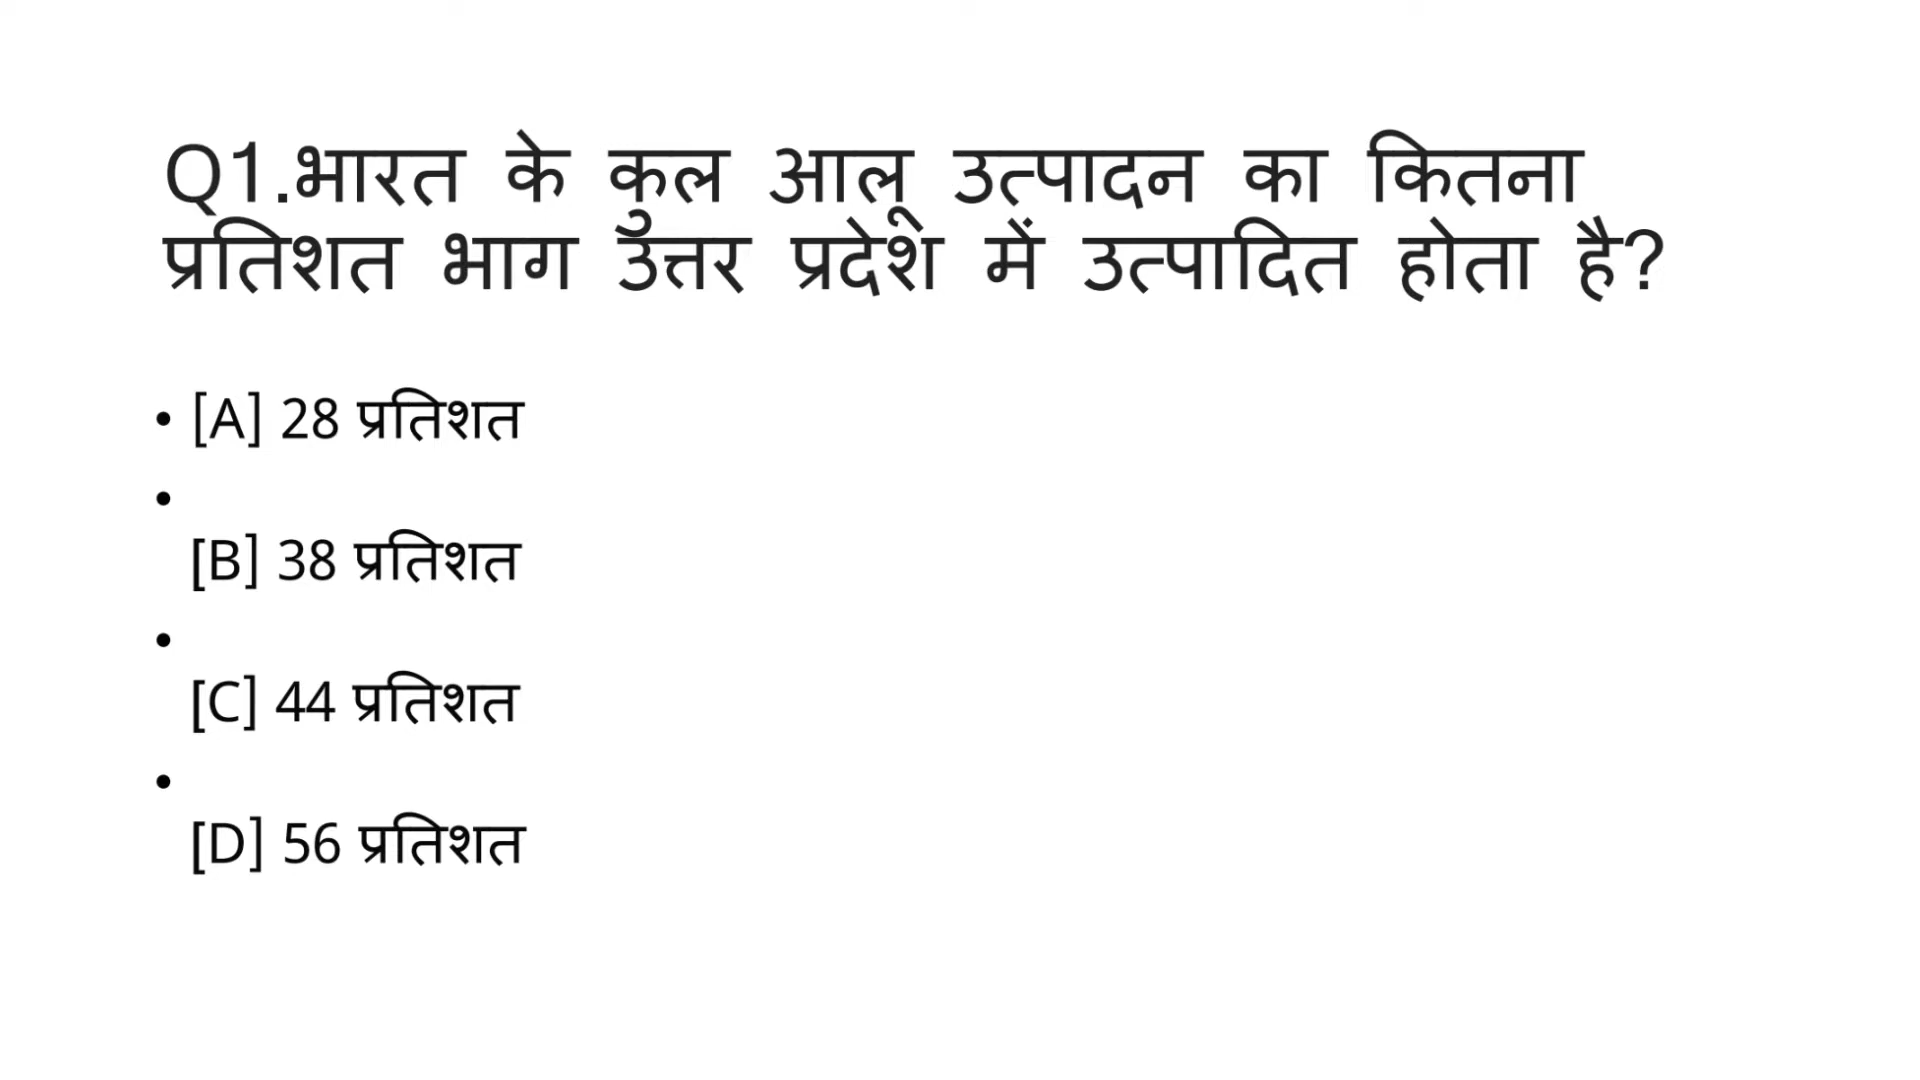 Q1.भारत के कुल आलू उत्पादन का कितना
प्रतिशत भाग उत्तर प्रदेश में उत्पादित होता है?
• [A] 28 प्रतिशत
•
[B] 38 प्रतिशत
•
[C] 44 प्रतिशत
•
[D] 56 प्रतिशत